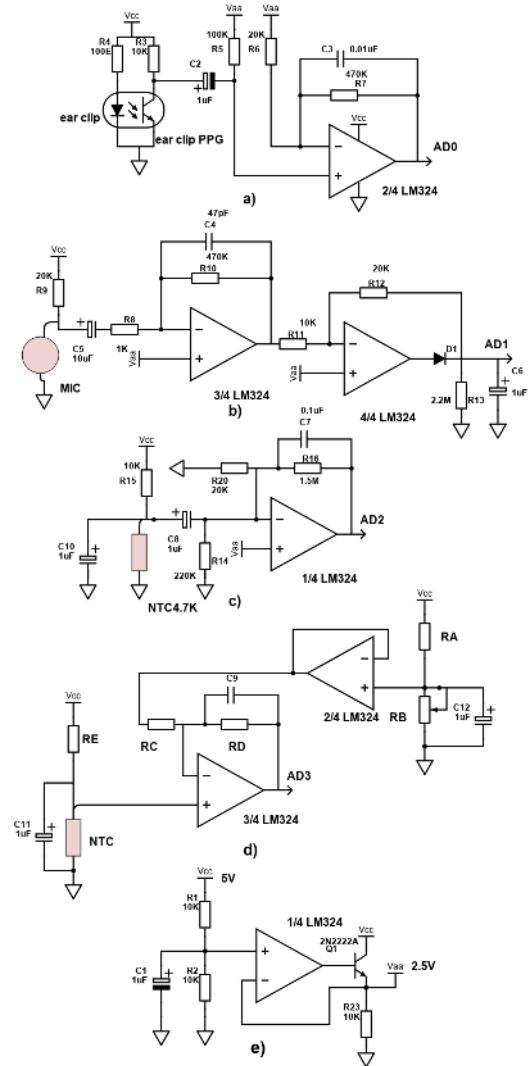 Vcc
Vaa
Vaa
R4
100E
R3
10K
C2
1uF
100K
R5
20K
R6
C3
0.01uF
470K
R7
ear clip
ear clip PPG
Vcc
AD0
2/4 LM324
a)
47pF
C4
470K
R10
Vcc
20K
R9
C5
10uF
R8
1K
Vaa
MIC
3/4 LM324
10K
R11
20K
R12
Vaa
D1
AD1
C6
1uF
2.2M
R13
4/4 LM324
b)
0.1uF
C7
Vcc
10K
R15
R20
20K
R16
1.5M
C10
1uF
C8
1uF
R14
220K
Vaa
AD2
NTC4.7K
1/4 LM324
c)
Vcc
RA
C9
2/4 LM324
RB
C12
1uF
Vcc
RE
RC
RD
AD3
C11
1uF
NTC
3/4 LM324
d)
Vcc
5V
R1
10K
1/4 LM324
2N2222A
Q1
Vcc
Vaa
2.5V
C1
1uF
R2
10K
R23
10K
e)